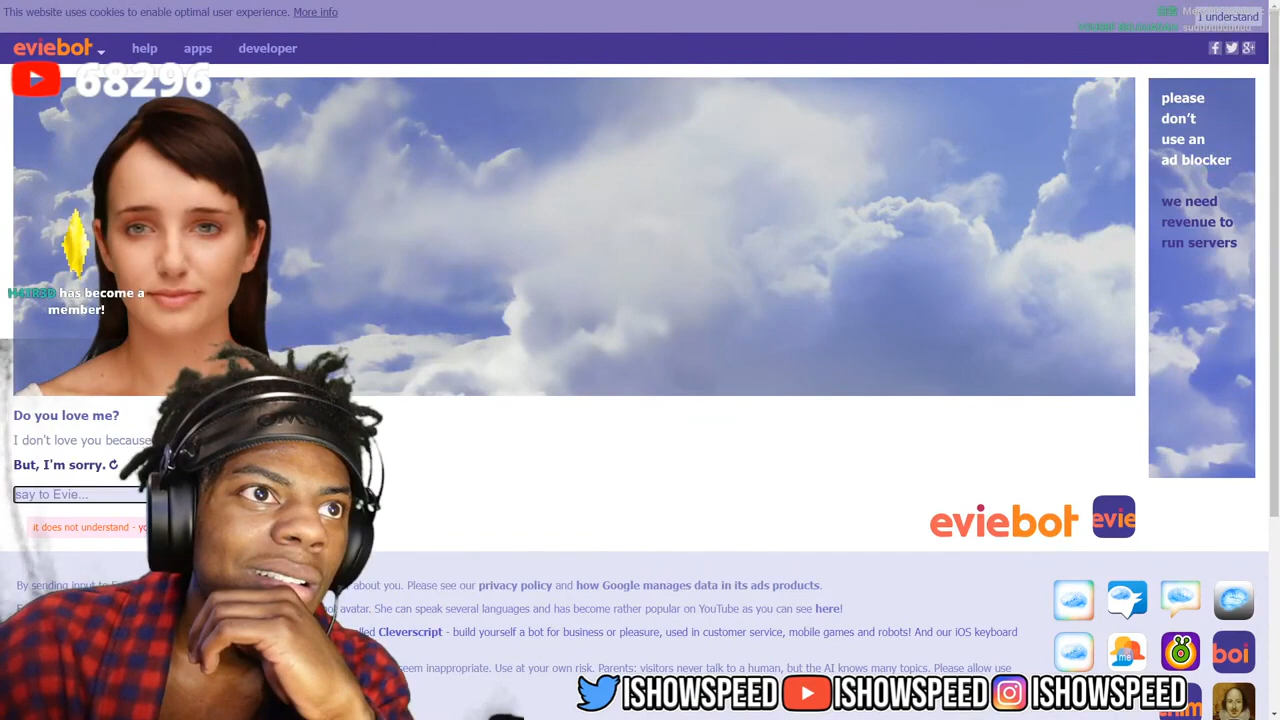 This website uses cookies to enable optimal user experience. More info
I understand
eviebot
help
apps
developer
68296
please
don't
use an
ad blocker
we need
revenue to
run servers
has become a
member!
Do you love me?
I don't love you because
But, I'm sorry.
say to Evie...
it does not understand -
eviebot
evie
By sending input to
about you. Please see our privacy policy and how Google manages data in its ads products.
avatar. She can speak several languages and has become rather popular on YouTube as you can see here!
Cleverscript - build yourself a bot for business or pleasure, used in customer service, mobile games and robots! And our iOS keyboard
me
boi
seem inappropriate. Use at your own risk. Parents: visitors never talk to a human, but the AI knows many topics. Please allow use
ISHOWSPEED
ISHOWSPEED
ISHOWSPEED